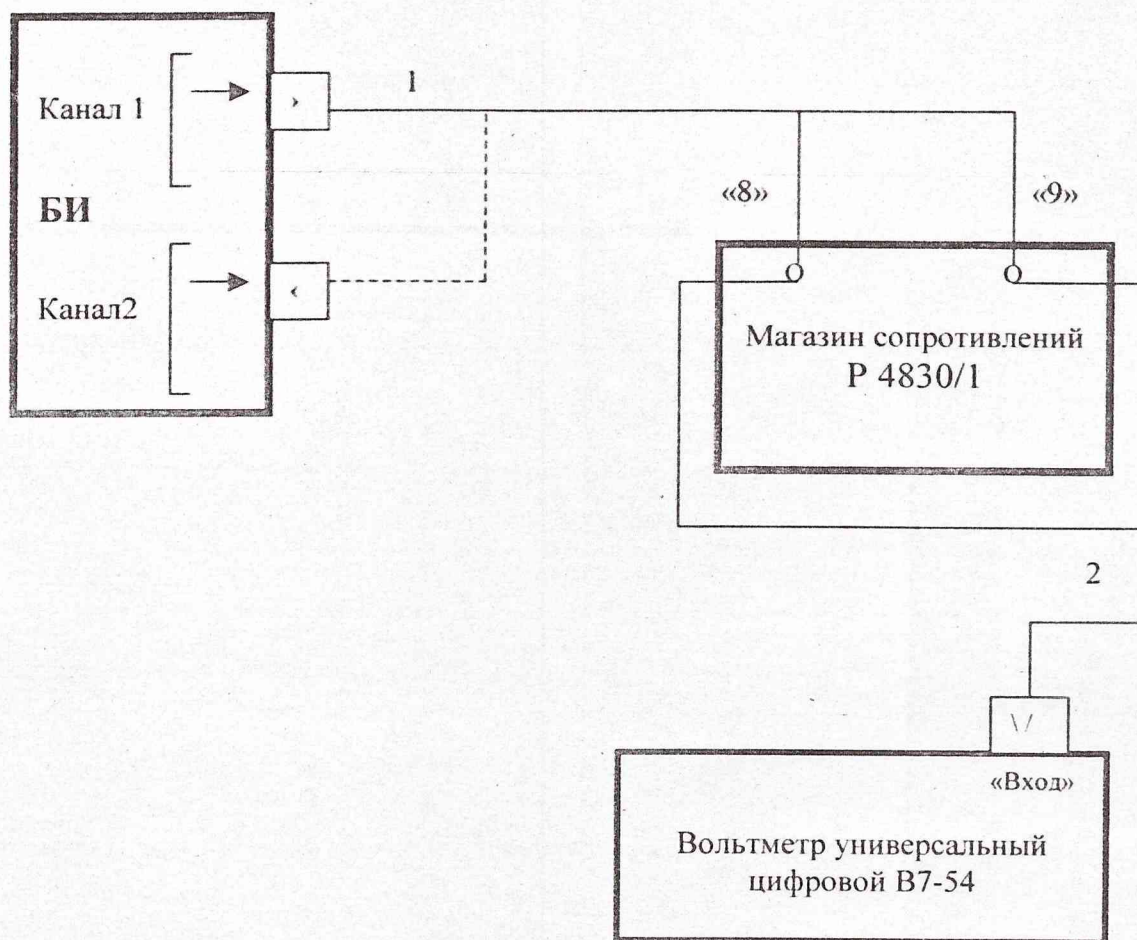 Канал 1
1
БИ
«8»
«9»
Канал2
Магазин сопротивлений
Р 4830/1
2
«Вход»
Вольтметр универсальный
цифровой В7-54